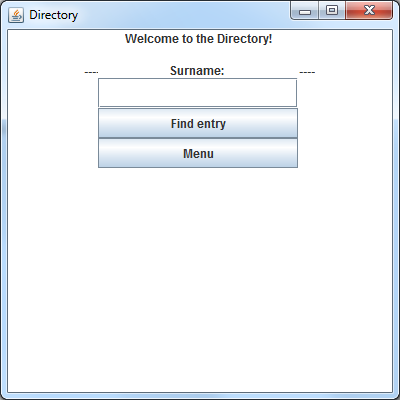 Directory
Welcome to the Directory!
---- Surname: ----
Find entry
Menu